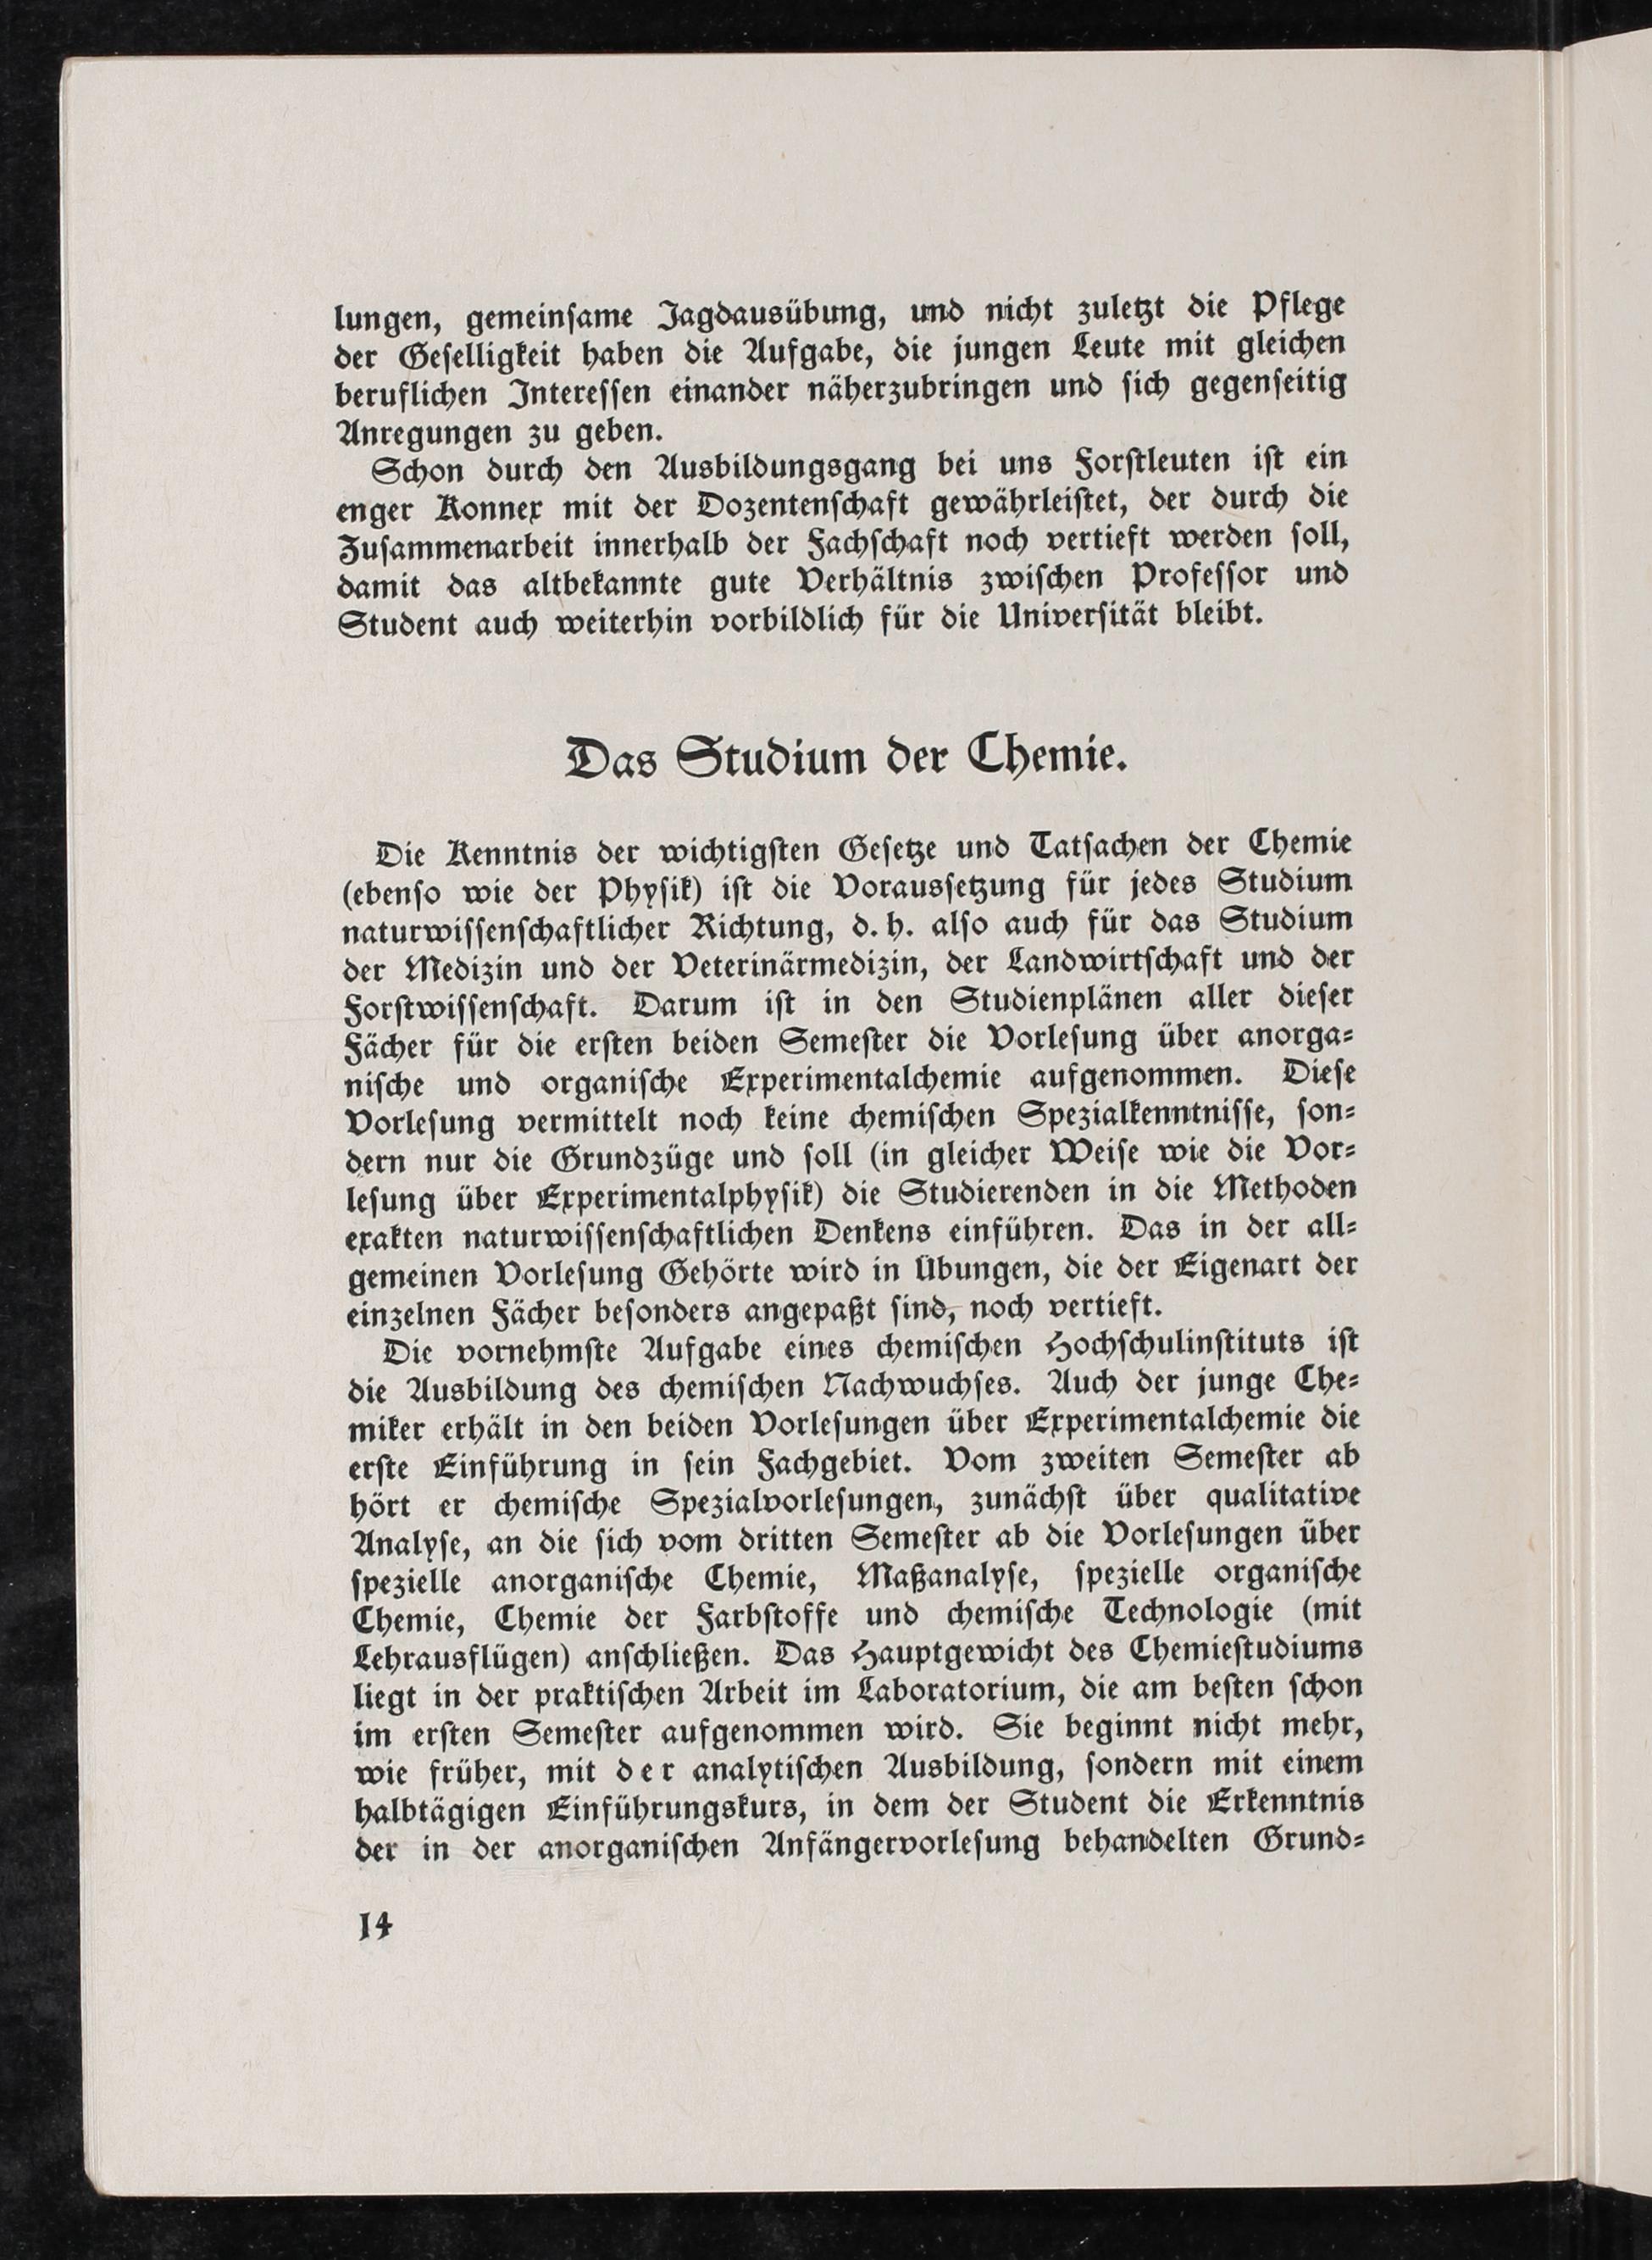 lungen, gemeinsame Jagdausübung, und nicht zuletzt die Pflege
der Geselligkeit haben die Aufgabe, die jungen Leute mit gleichen
beruflichen Interessen einander näherzubringen und sich gegenseitig
Anregungen zu geben.
Schon durch den Ausbildungsgang bei uns Forstleuten ist ein
enger Konnex mit der Dozentenschaft gewährleistet, der durch die
Zusammenarbeit innerhalb der Fachschaft noch vertieft werden soll,
damit das altbekannte gute Verhältnis zwischen Professor und
Student auch weiterhin vorbildlich für die Universität bleibt.
Das Studium der Chemie.
Die Kenntnis der wichtigsten Gesetze und Tatsachen der Chemie
(ebenso wie der Physik) ist die Voraussetzung für jedes Studium
naturwissenschaftlicher Richtung, d. h. also auch für das Studium
der Medizin und der Veterinärmedizin, der Landwirtschaft und der
Forstwissenschaft. Darum ist in den Studienplänen aller dieser
Fächer für die ersten beiden Semester die Vorlesung über anorga-
nische und organische Experimentalchemie aufgenommen. Diese
Vorlesung vermittelt noch keine chemischen Spezialkenntnisse, son-
dern nur die Grundzüge und soll (in gleicher Weise wie die Vor-
lesung über Experimentalphysik) die Studierenden in die Methoden
exakten naturwissenschaftlichen Denkens einführen. Das in der all-
gemeinen Vorlesung Gehörte wird in Übungen, die der Eigenart der
einzelnen Fächer besonders angepaßt sind, noch vertieft.
Die vornehmste Aufgabe eines chemischen Hochschulinstituts ist
die Ausbildung des chemischen Nachwuchses. Auch der junge Che-
miker erhält in den beiden Vorlesungen über Experimentalchemie die
erste Einführung in sein Fachgebiet. Vom zweiten Semester ab
hört er chemische Spezialvorlesungen, zunächst über qualitative
Analyse, an die sich vom dritten Semester ab die Vorlesungen über
spezielle anorganische Chemie, Maßanalyse, spezielle organische
Chemie, Chemie der Farbstoffe und chemische Technologie (mit
Lehrausflügen) anschließen. Das Hauptgewicht des Chemiestudiums
liegt in der praktischen Arbeit im Laboratorium, die am besten schon
im ersten Semester aufgenommen wird. Sie beginnt nicht mehr,
wie früher, mit der analytischen Ausbildung, sondern mit einem
halbtägigen Einführungskurs, in dem der Student die Erkenntnis
der in der anorganischen Anfängervorlesung behandelten Grund-
14